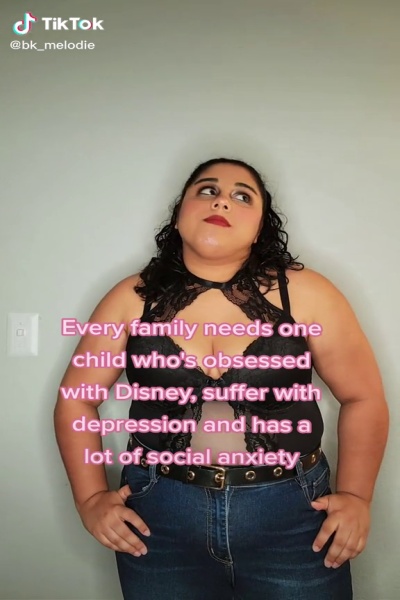 TikTok
@bk_melodie
Every family needs one
child who's obsessed
with Disney, suffer with
depression and has a
lot of social anxiety